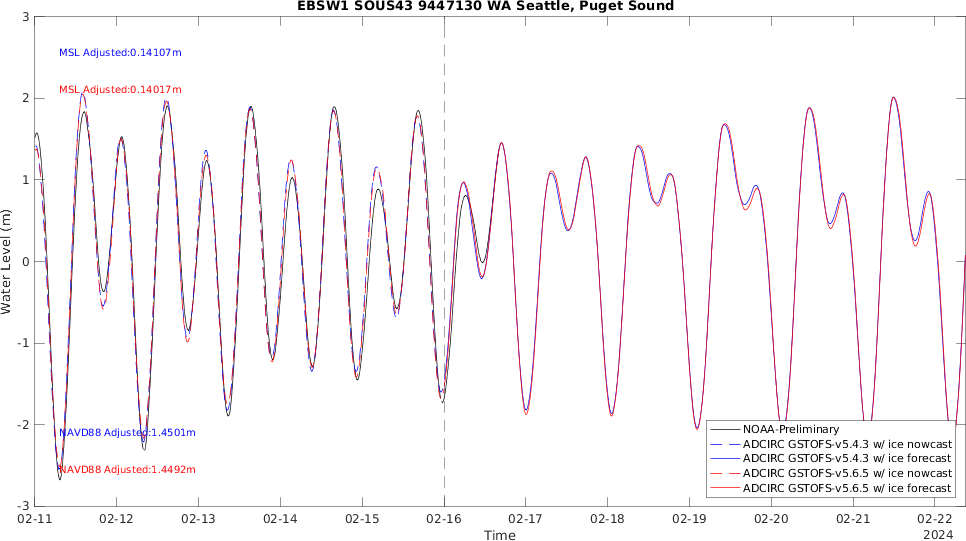 EBSW1 SOUS43 9447130 WA Seattle, Puget Sound
3
MSL Adjusted:0.14107m
MSL Adjusted:0.14017m
2
1
0
Water Level (m)
-1
-2
NAVD88 Adjusted:1.4501m
NAVD88 Adjusted:1.4492m
-3
NOAA-Preliminary
ADCIRC GSTOFS-v5.4.3 w/ ice nowcast
ADCIRC GSTOFS-v5.4.3 w/ ice forecast
ADCIRC GSTOFS-v5.6.5 w/ ice nowcast
ADCIRC GSTOFS-v5.6.5 w/ ice forecast
02-11 02-12 02-13 02-14 02-15 02-16 02-17 02-18 02-19 02-20 02-21 02-22
Time
2024